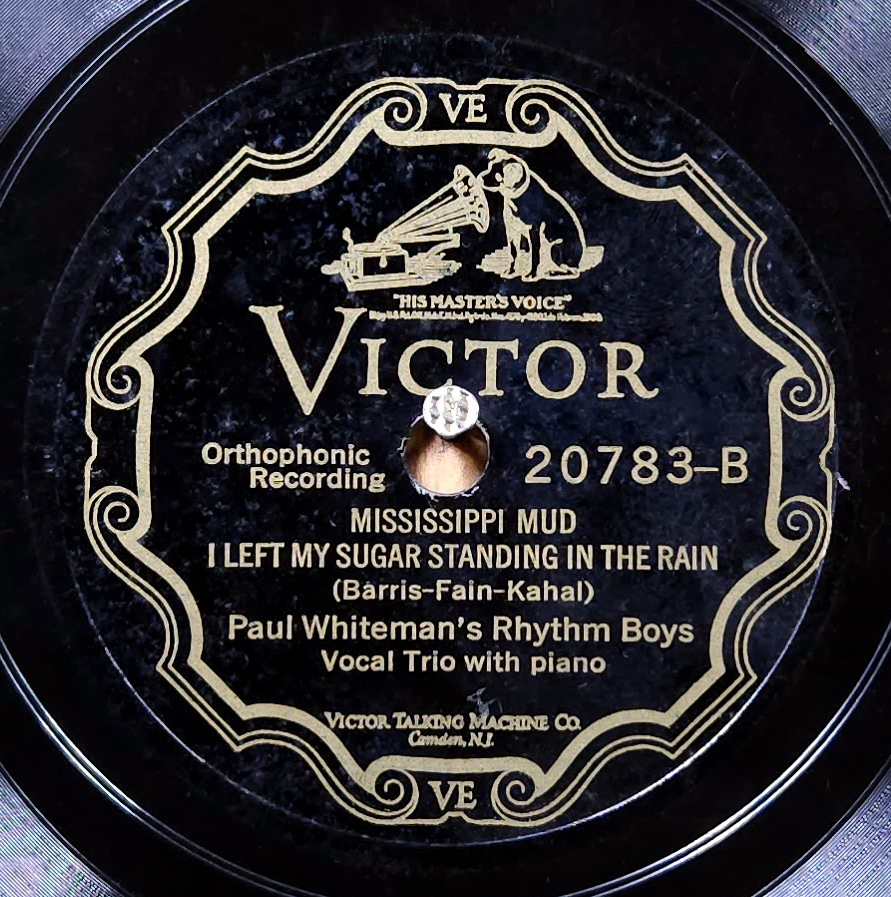 VE
"HIS MASTER'S VOICE"
VICTOR
Orthophonic
Recording
20783-B
MISSISSIPPI MUD
I LEFT MY SUGAR STANDING IN THE RAIN
(Barris-Fain-Kahal)
Paul Whiteman's Rhythm Boys
Vocal Trio with piano
VICTOR TALKING MACHINE CO.
Camden, N.J.
VE